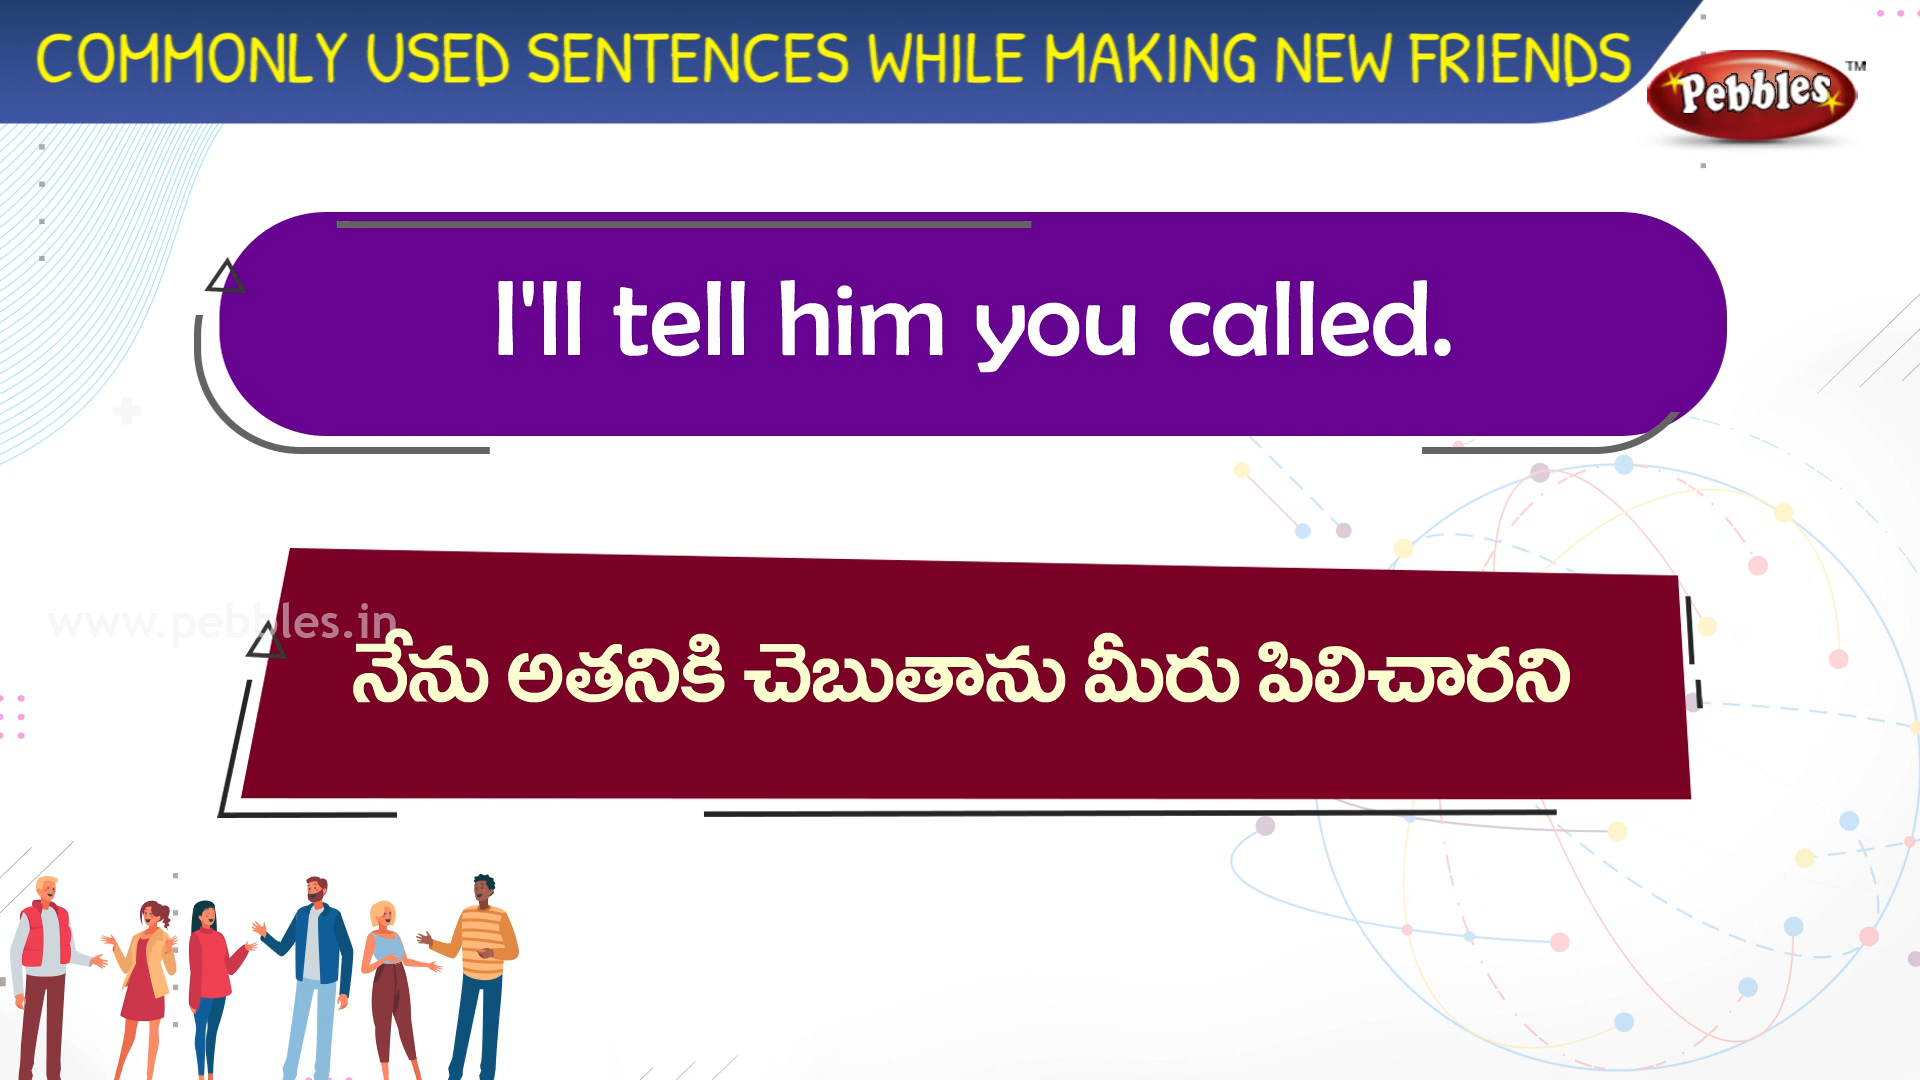 COMMONLY USED SENTENCES WHILE MAKING NEW FRIENDS
Pebbles TM
I'll tell him you called.
www.pebbles.in
నేను అతనికి చెబుతాను మీరు పిలిచారని